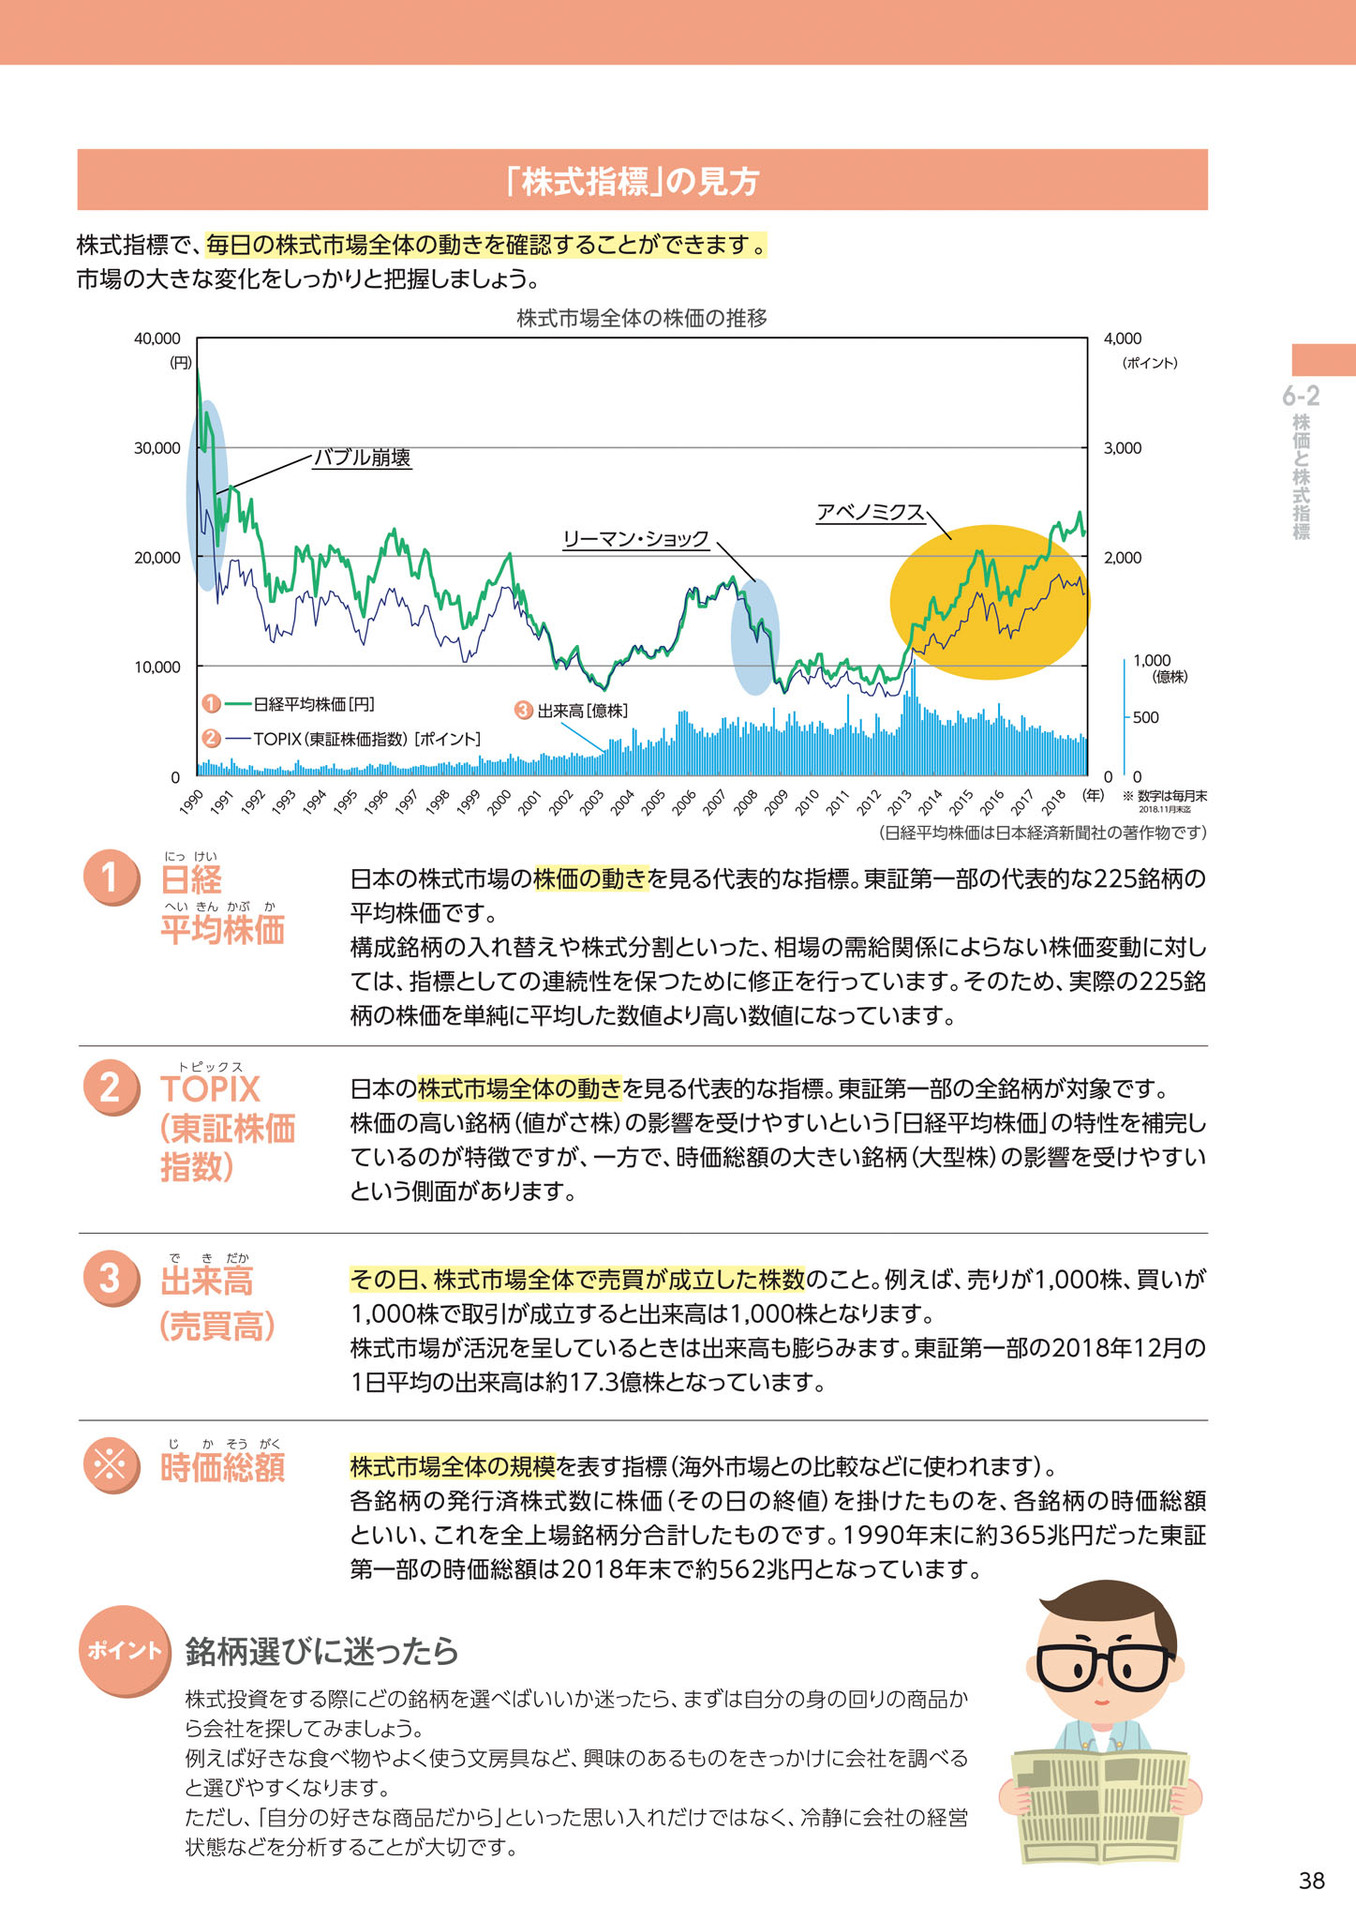 「株式指標」の見方
株式指標で、毎日の株式市場全体の動きを確認することができます。
市場の大きな変化をしっかりと把握しましょう。
株式市場全体の株価の推移
40,000
(円)
30,000
20,000
10,000
0
4,000
(ポイント)
3,000
2,000
1,000
(億株)
500
0
0
バブル崩壊
リーマン・ショック
アベノミクス
1 日経平均株価[円]
2 TOPIX(東証株価指数)[ポイント]
3 出来高[億株]
1990 1991 1992 1993 1994 1995 1996 1997 1998 1999 2000 2001 2002 2003 2004 2005 2006 2007 2008 2009 2010 2011 2012 2013 2014 2015 2016 2017 2018 (年)
※ 数字は毎月末
2018.11月末迄
(日経平均株価は日本経済新聞社の著作物です)
6-2
株価と株式指標
1
にっ けい
日経
へい きん かぶ か
平均株価
日本の株式市場の株価の動きを見る代表的な指標。東証第一部の代表的な225銘柄の
平均株価です。
構成銘柄の入れ替えや株式分割といった、相場の需給関係によらない株価変動に対し
ては、指標としての連続性を保つために修正を行っています。そのため、実際の225銘
柄の株価を単純に平均した数値より高い数値になっています。
2
トピックス
TOPIX
(東証株価
指数)
日本の株式市場全体の動きを見る代表的な指標。東証第一部の全銘柄が対象です。
株価の高い銘柄(値がさ株)の影響を受けやすいという「日経平均株価」の特性を補完し
ているのが特徴ですが、一方で、時価総額の大きい銘柄(大型株)の影響を受けやすい
という側面があります。
3
で き だか
出来高
(売買高)
その日、株式市場全体で売買が成立した株数のこと。例えば、売りが1,000株、買いが
1,000株で取引が成立すると出来高は1,000株となります。
株式市場が活況を呈しているときは出来高も膨らみます。東証第一部の2018年12月の
1日平均の出来高は約17.3億株となっています。
※
じ か そう がく
時価総額
株式市場全体の規模を表す指標(海外市場との比較などに使われます)。
各銘柄の発行済株式数に株価(その日の終値)を掛けたものを、各銘柄の時価総額
といい、これを全上場銘柄分合計したものです。1990年末に約365兆円だった東証
第一部の時価総額は2018年末で約562兆円となっています。
ポイント
銘柄選びに迷ったら
株式投資をする際にどの銘柄を選べばいいか迷ったら、まずは自分の身の回りの商品か
ら会社を探してみましょう。
例えば好きな食べ物やよく使う文房具など、興味のあるものをきっかけに会社を調べる
と選びやすくなります。
ただし、「自分の好きな商品だから」といった思い入れだけではなく、冷静に会社の経営
状態などを分析することが大切です。
38